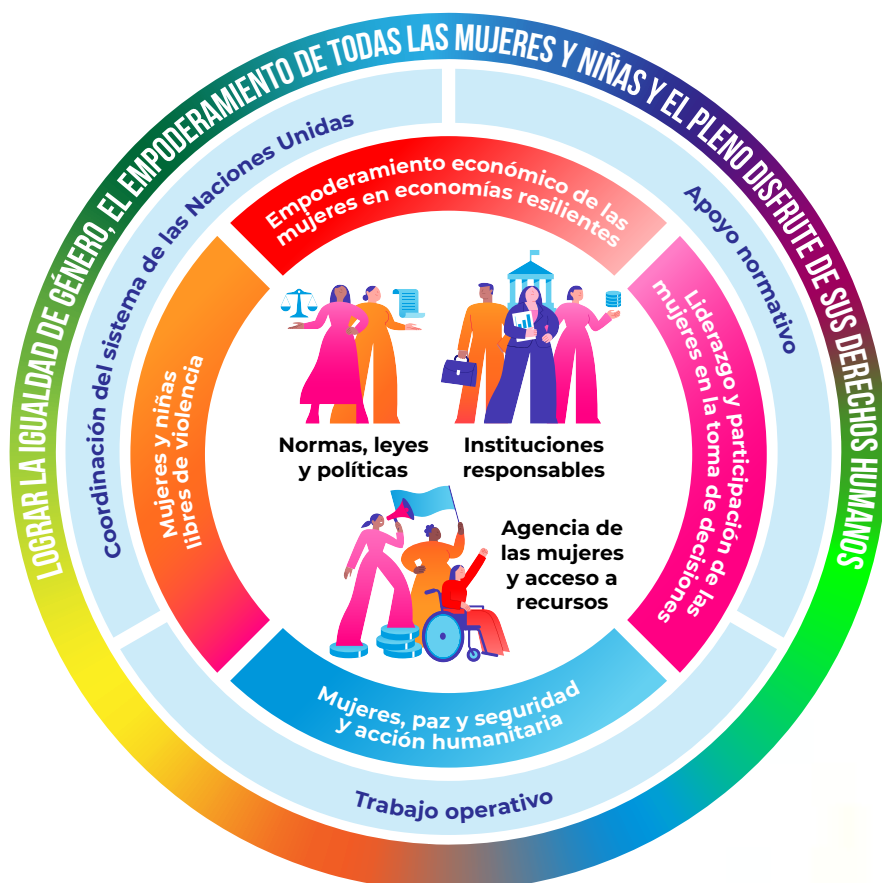 LOGRAR LA IGUALDAD DE GÉNERO, EL EMPODERAMIENTO DE TODAS LAS MUJERES Y NIÑAS Y EL PLENO DISFRUTE DE SUS DERECHOS HUMANOS
Coordinación del sistema de las Naciones Unidas
Apoyo normativo
Empoderamiento económico de las
mujeres en economías resilientes
Liderazgo y participación de las
mujeres en la toma de decisiones
Mujeres y niñas
libres de violencia
Normas, leyes
y políticas
Instituciones
responsables
Agencia de
las mujeres
y acceso a
recursos
Mujeres, paz y seguridad
y acción humanitaria
Trabajo operativo